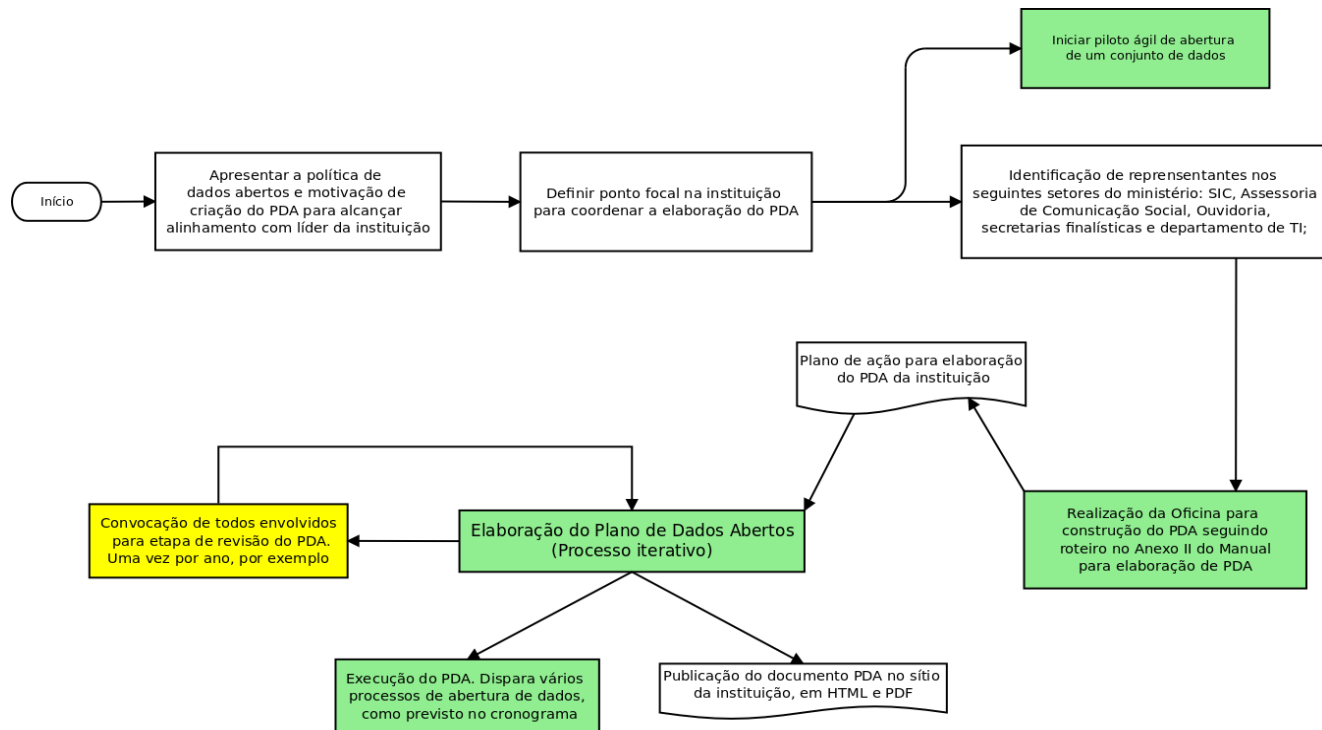 Iniciar piloto ágil de abertura
de um conjunto de dados
Início
Apresentar a política de
dados abertos e motivação de
criação do PDA para alcançar
alinhamento com líder da instituição
Definir ponto focal na instituição
para coordenar a elaboração do PDA
Identificação de reprensentantes nos
seguintes setores do ministério: SIC, Assessoria
de Comunicação Social, Ouvidoria,
secretarias finalísticas e departamento de TI;
Plano de ação para elaboração
do PDA da instituição
Convocação de todos envolvidos
para etapa de revisão do PDA.
Uma vez por ano, por exemplo
Elaboração do Plano de Dados Abertos
(Processo iterativo)
Realização da Oficina para
construção do PDA seguindo
roteiro no Anexo II do Manual
para elaboração de PDA
Execução do PDA. Dispara vários
processos de abertura de dados,
como previsto no cronograma
Publicação do documento PDA no sítio
da instituição, em HTML e PDF